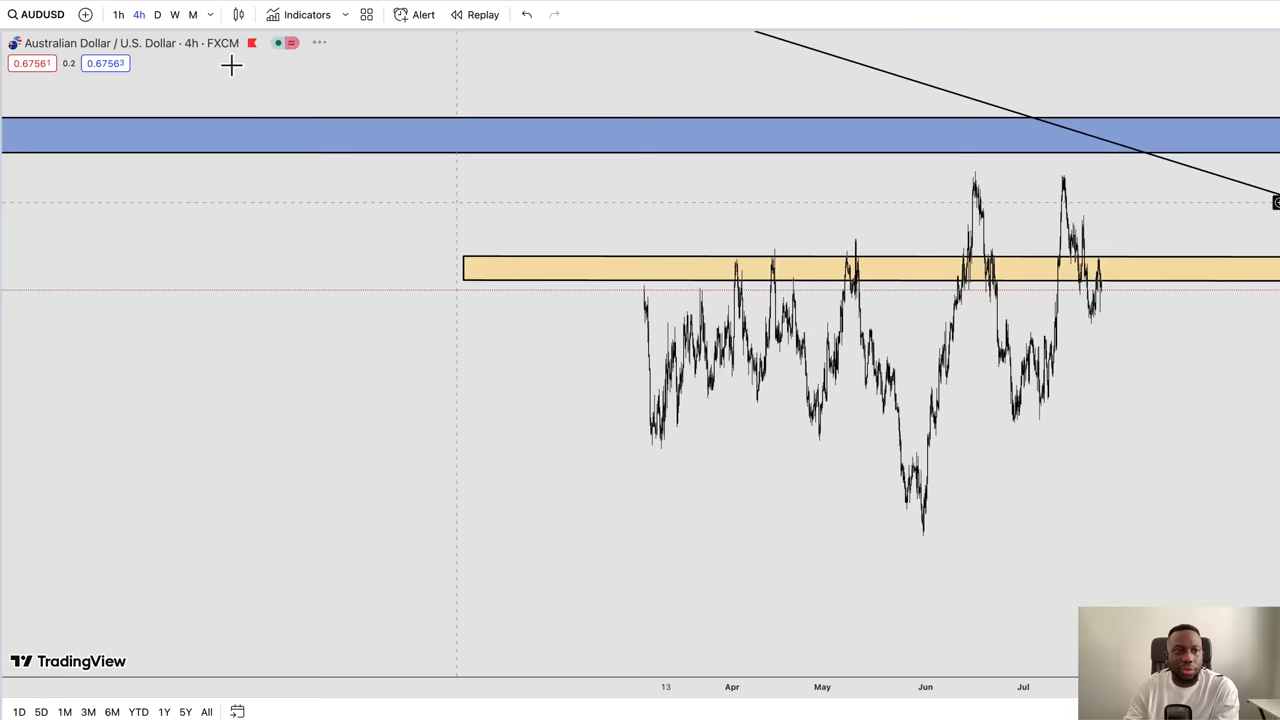 AUDUSD 1h 4h D W M Indicators Alert Replay
Australian Dollar / U.S. Dollar · 4h · FXCM
0.67561 0.2 0.67563
TradingView
13 Apr May Jun Jul
1D 5D 1M 3M 6M YTD 1Y 5Y All